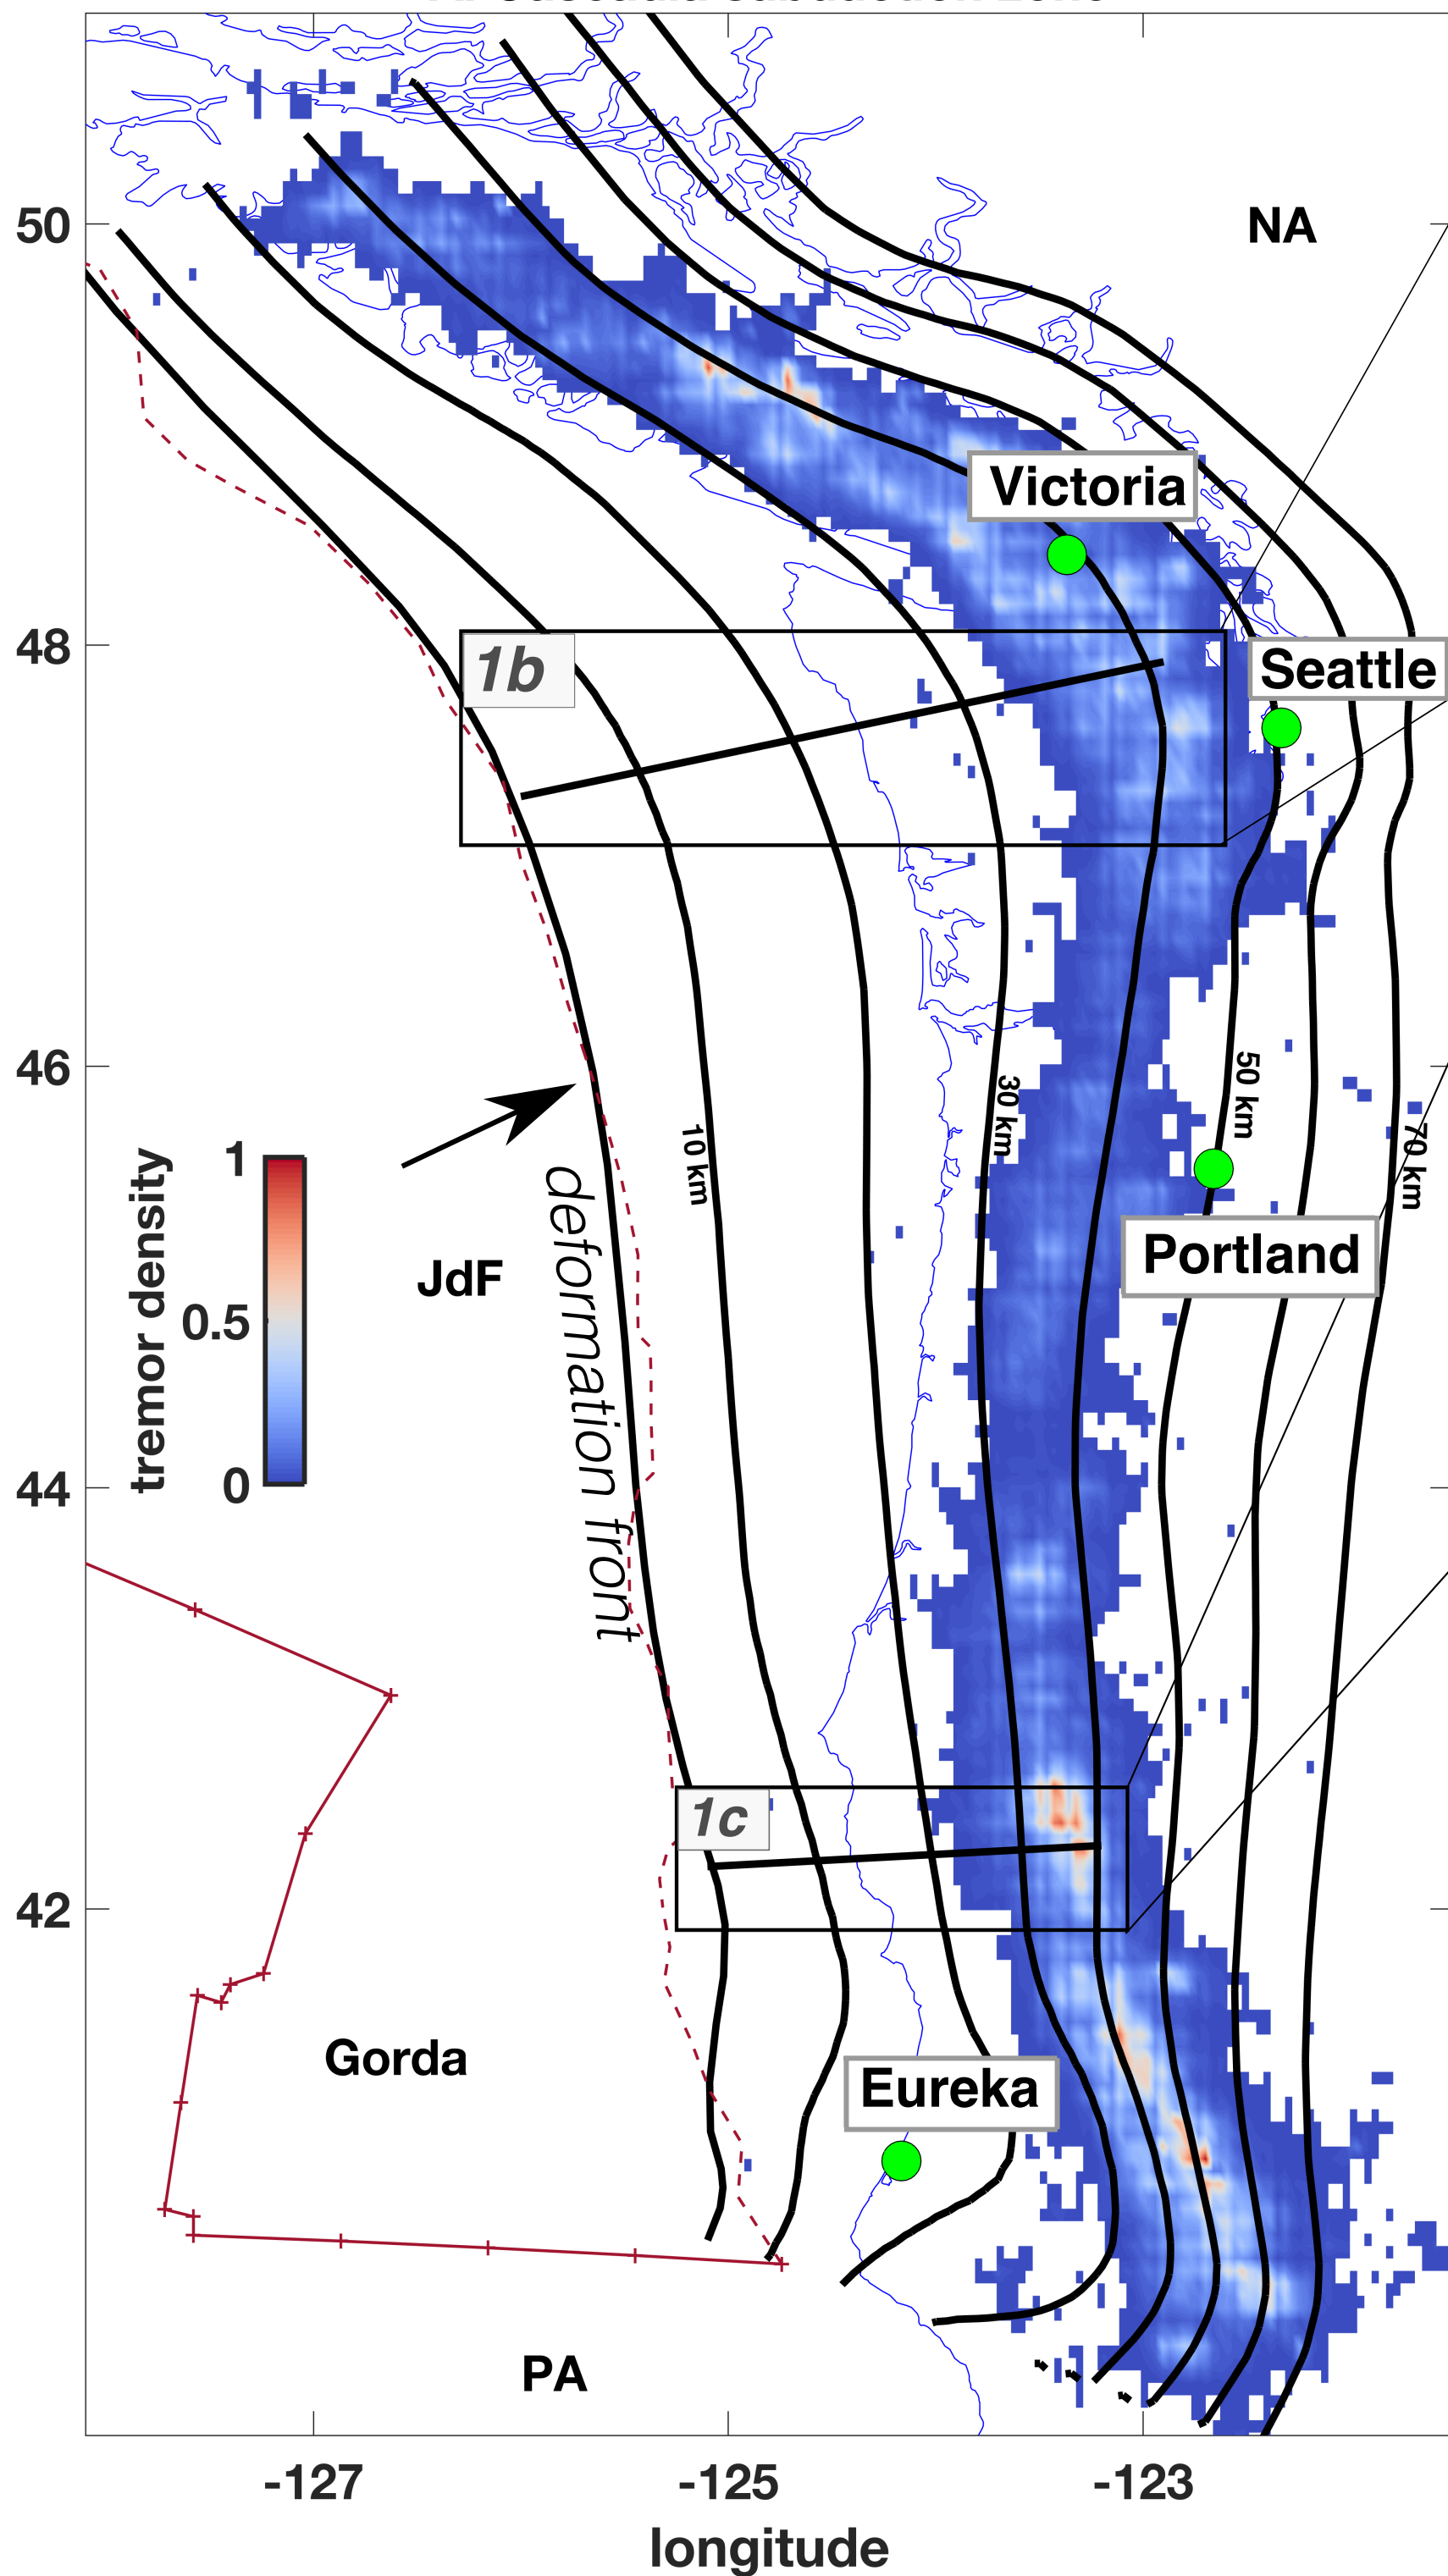 50
NA
Victoria
48
1b
Seattle
46
50 km
30 km
10 km
70 km
1
tremor density
0.5
0
JdF
deformation front
Portland
44
1c
42
Gorda
Eureka
PA
-127
-125
-123
longitude